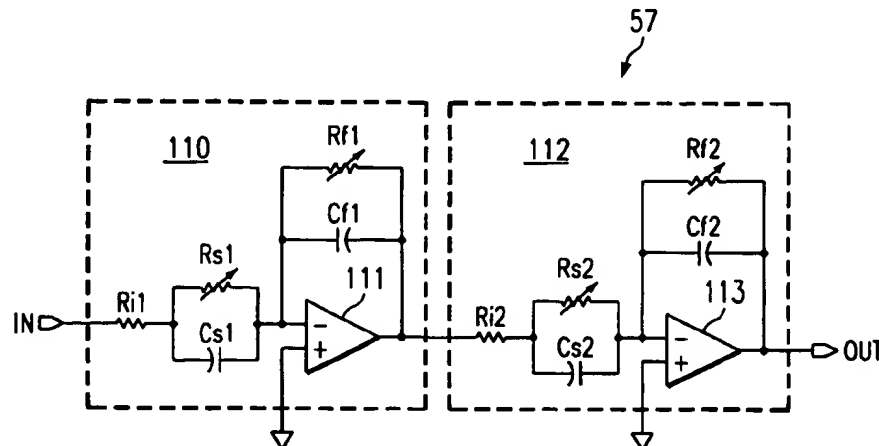 57
110
Rf1
Cf1
Rs1
111
IN
Ri1
Cs1
−
+
112
Rf2
Cf2
Rs2
113
Ri2
Cs2
−
+
OUT